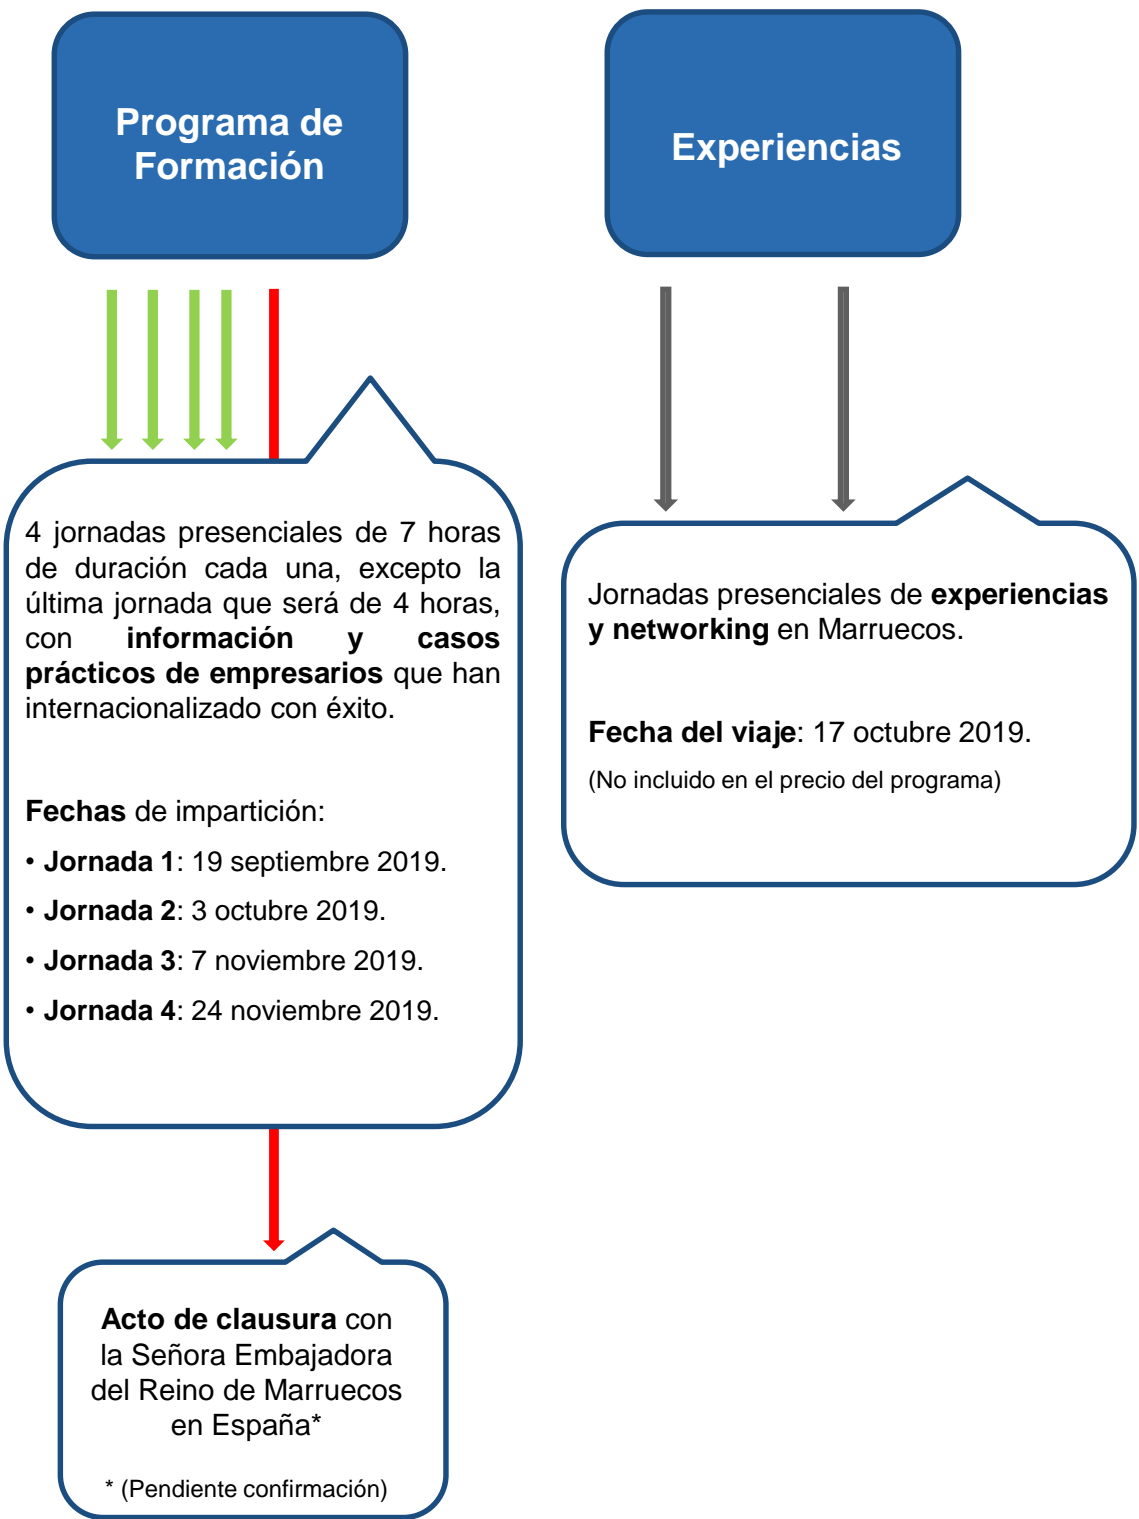 Programa de
Formación
4 jornadas presenciales de 7 horas
de duración cada una, excepto la
última jornada que será de 4 horas,
con información y casos
prácticos de empresarios que han
internacionalizado con éxito.
Fechas de impartición:
• Jornada 1: 19 septiembre 2019.
• Jornada 2: 3 octubre 2019.
• Jornada 3: 7 noviembre 2019.
• Jornada 4: 24 noviembre 2019.
Acto de clausura con
la Señora Embajadora
del Reino de Marruecos
en España*
* (Pendiente confirmación)
Experiencias
Jornadas presenciales de experiencias
y networking en Marruecos.
Fecha del viaje: 17 octubre 2019.
(No incluido en el precio del programa)